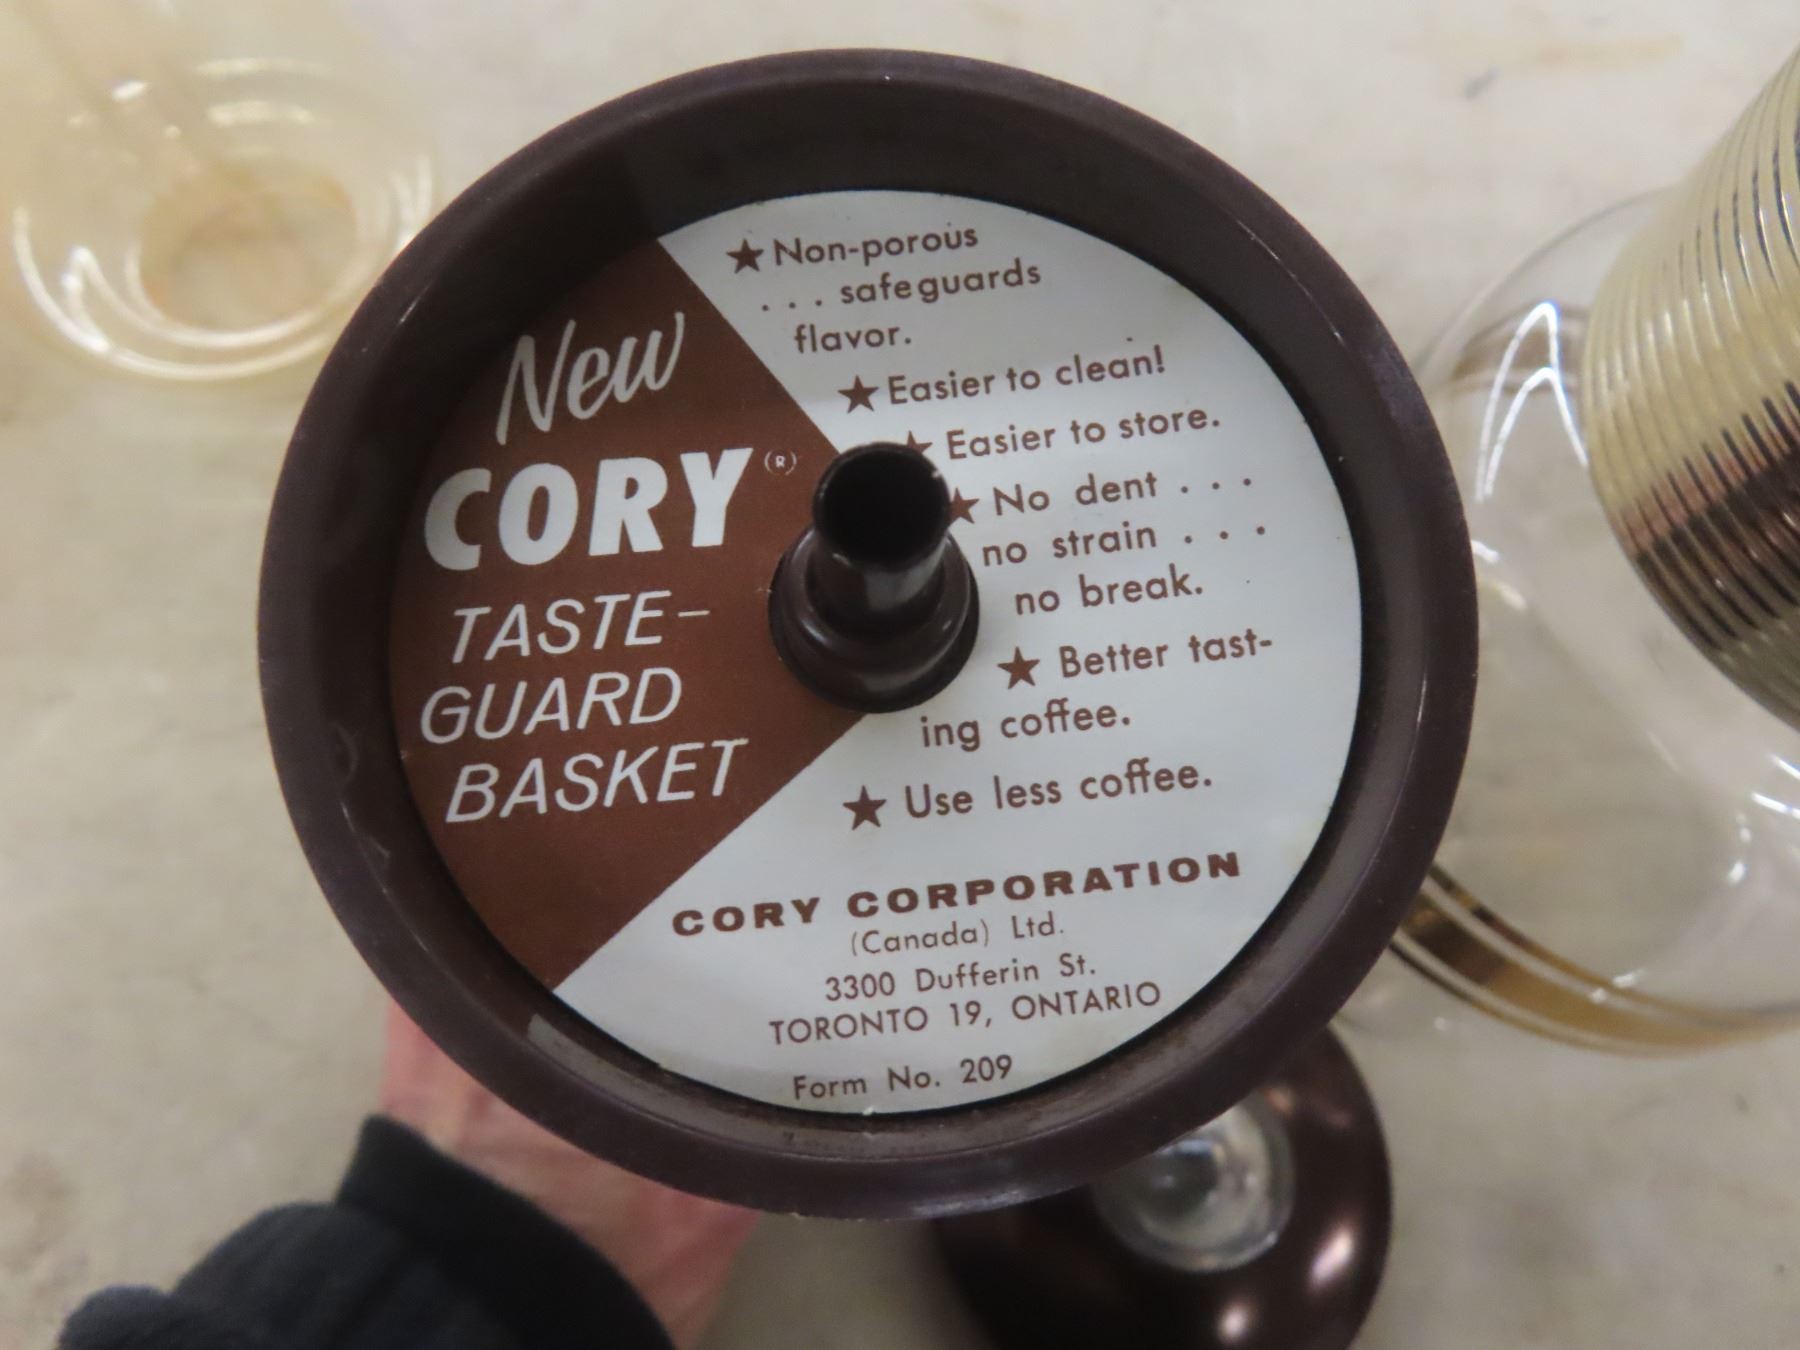 New
CORY (R)
TASTE-
GUARD
BASKET
★ Non-porous
. . . safeguards
flavor.
★ Easier to clean!
★ Easier to store.
★ No dent . . .
no strain . . .
no break.
★ Better tast-
ing coffee.
★ Use less coffee.
CORY CORPORATION
(Canada) Ltd.
3300 Dufferin St.
TORONTO 19, ONTARIO
Form No. 209